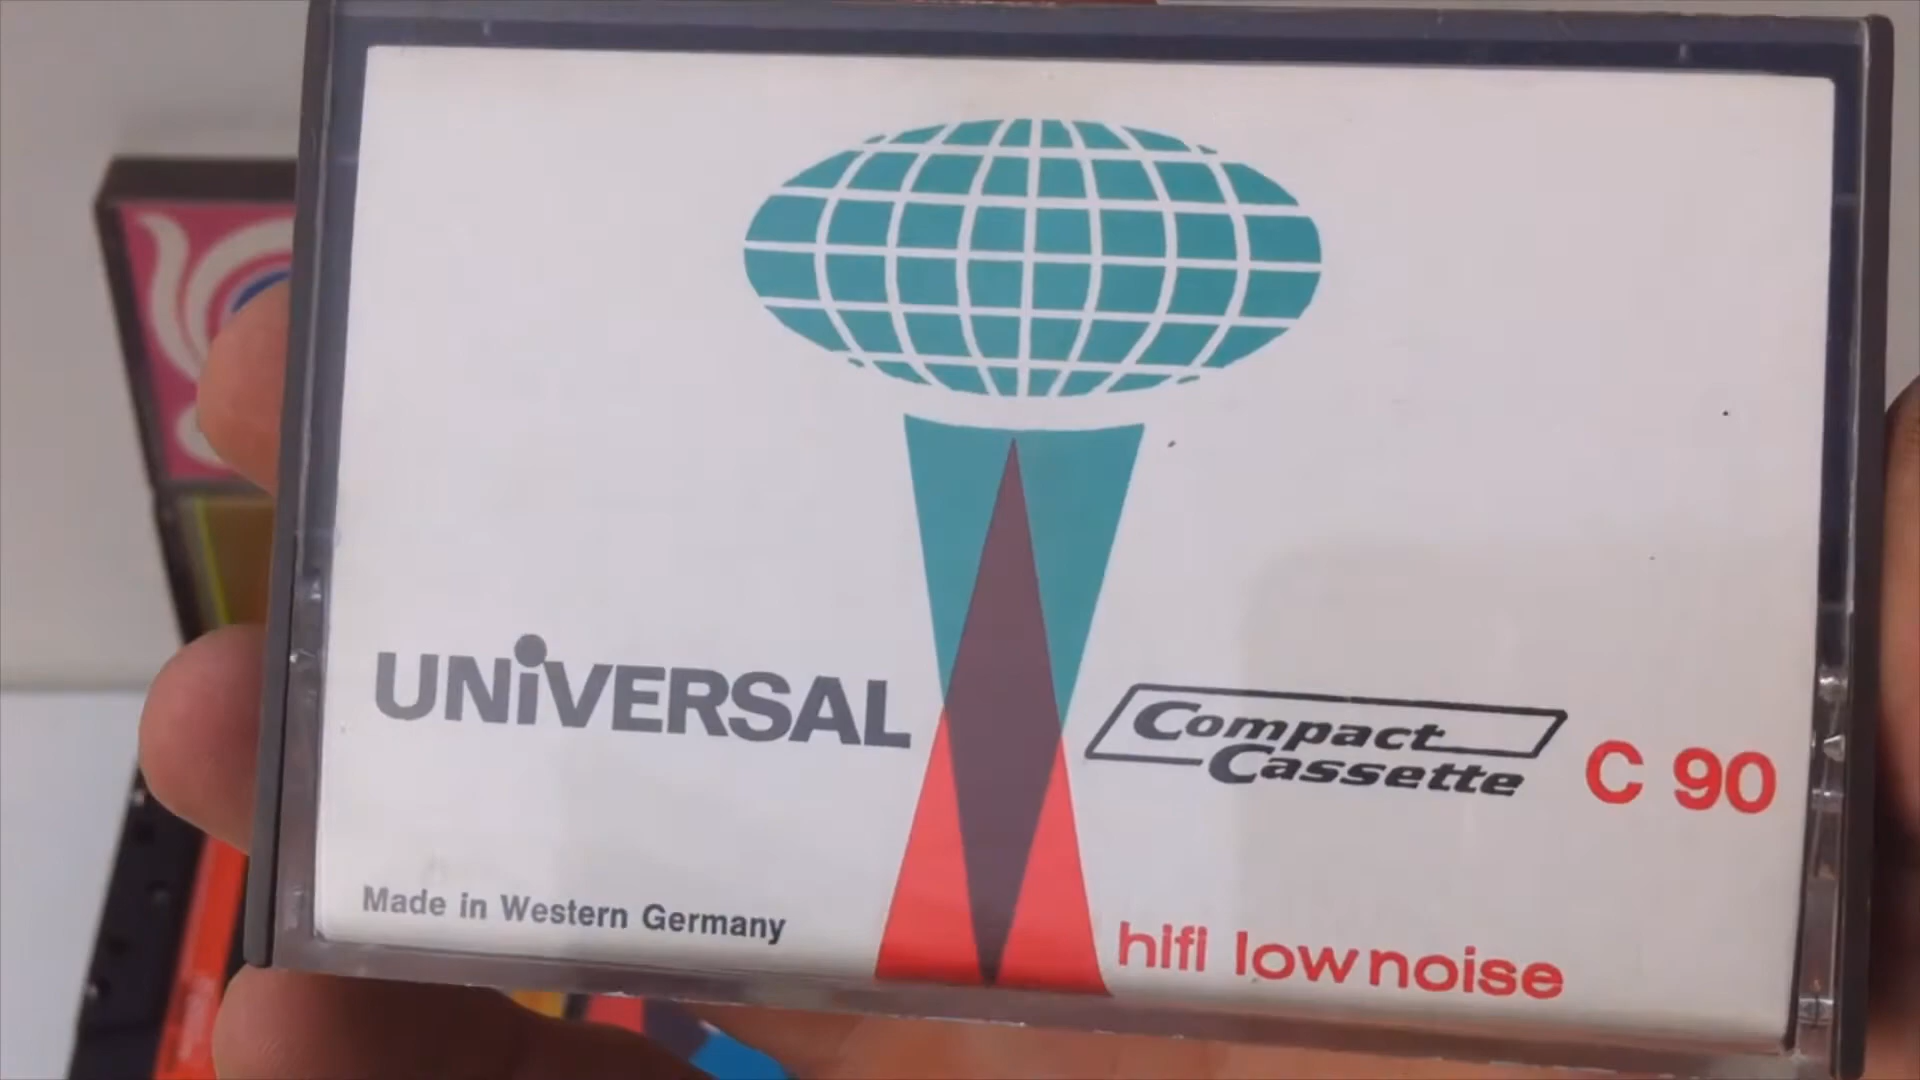 UNiVERSAL
Compact
Cassette
C 90
Made in Western Germany
hifi lownoise